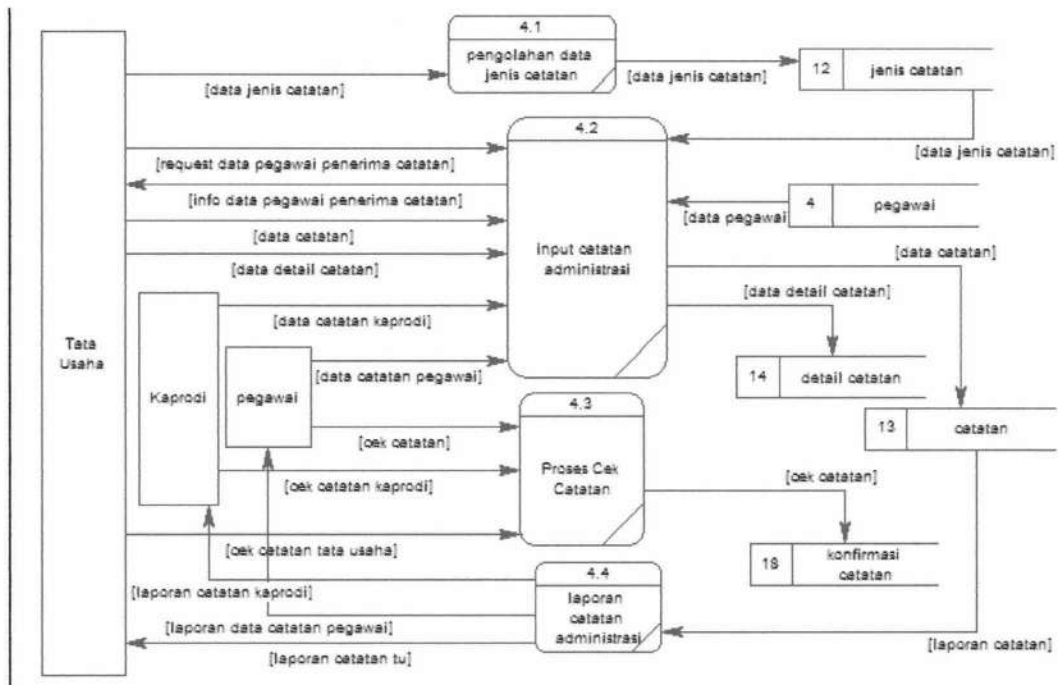 4.1
pengolahan data
jenis catatan
[data jenis catatan]
[data jenis catatan]
12
jenis catatan
[data jenis catatan]
4.2
input catatan
administrasi
[request data pegawai penerima catatan]
[info data pegawai penerima catatan]
[data catatan]
[data detail catatan]
[data pegawai]
4
pegawai
[data catatan]
[data detail catatan]
[data catatan kaprodi]
Tata
Usaha
Kaprodi
pegawai
[data catatan pegawai]
14
detail catatan
13
catatan
4.3
Proses Cek
Catatan
[cek catatan]
[cek catatan kaprodi]
[cek catatan]
[cek catatan tata usaha]
18
konfirmasi
catatan
4.4
laporan
catatan
administrasi
[laporan catatan kaprodi]
[laporan data catatan pegawai]
[laporan catatan tu]
[laporan catatan]